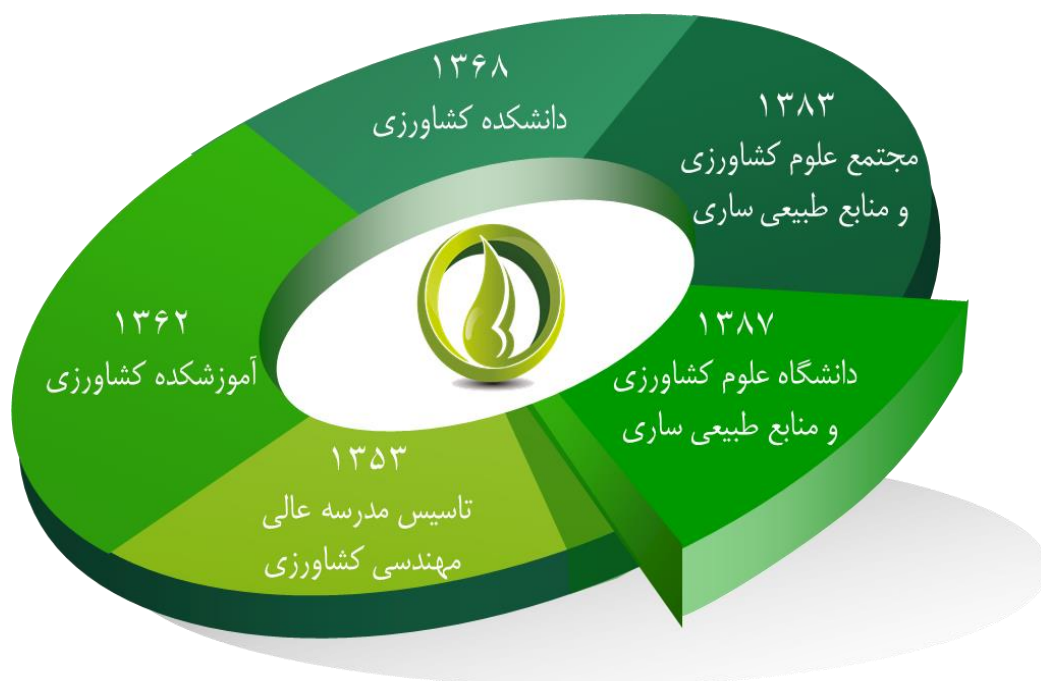 ۱۳۵۳
تاسیس مدرسه عالی
مهندسی کشاورزی
۱۳۶۲
آموزشکده کشاورزی
۱۳۶۸
دانشکده کشاورزی
۱۳۸۳
مجتمع علوم کشاورزی
و منابع طبیعی ساری
۱۳۸۷
دانشگاه علوم کشاورزی
و منابع طبیعی ساری